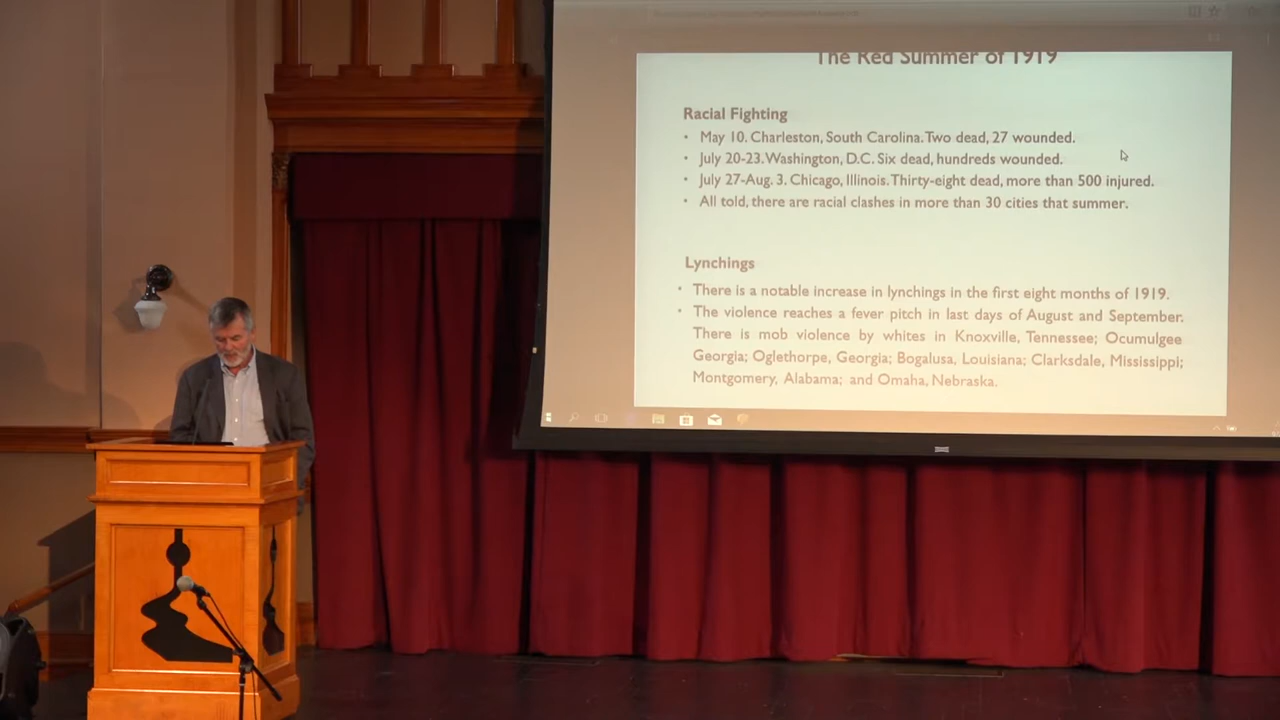 The Red Summer of 1919
Racial Fighting
• May 10. Charleston, South Carolina. Two dead, 27 wounded.
• July 20-23. Washington, D.C. Six dead, hundreds wounded.
• July 27-Aug. 3. Chicago, Illinois. Thirty-eight dead, more than 500 injured.
• All told, there are racial clashes in more than 30 cities that summer.
Lynchings
• There is a notable increase in lynchings in the first eight months of 1919.
• The violence reaches a fever pitch in last days of August and September.
There is mob violence by whites in Knoxville, Tennessee; Ocumulgee
Georgia; Oglethorpe, Georgia; Bogalusa, Louisiana; Clarksdale, Mississippi;
Montgomery, Alabama; and Omaha, Nebraska.